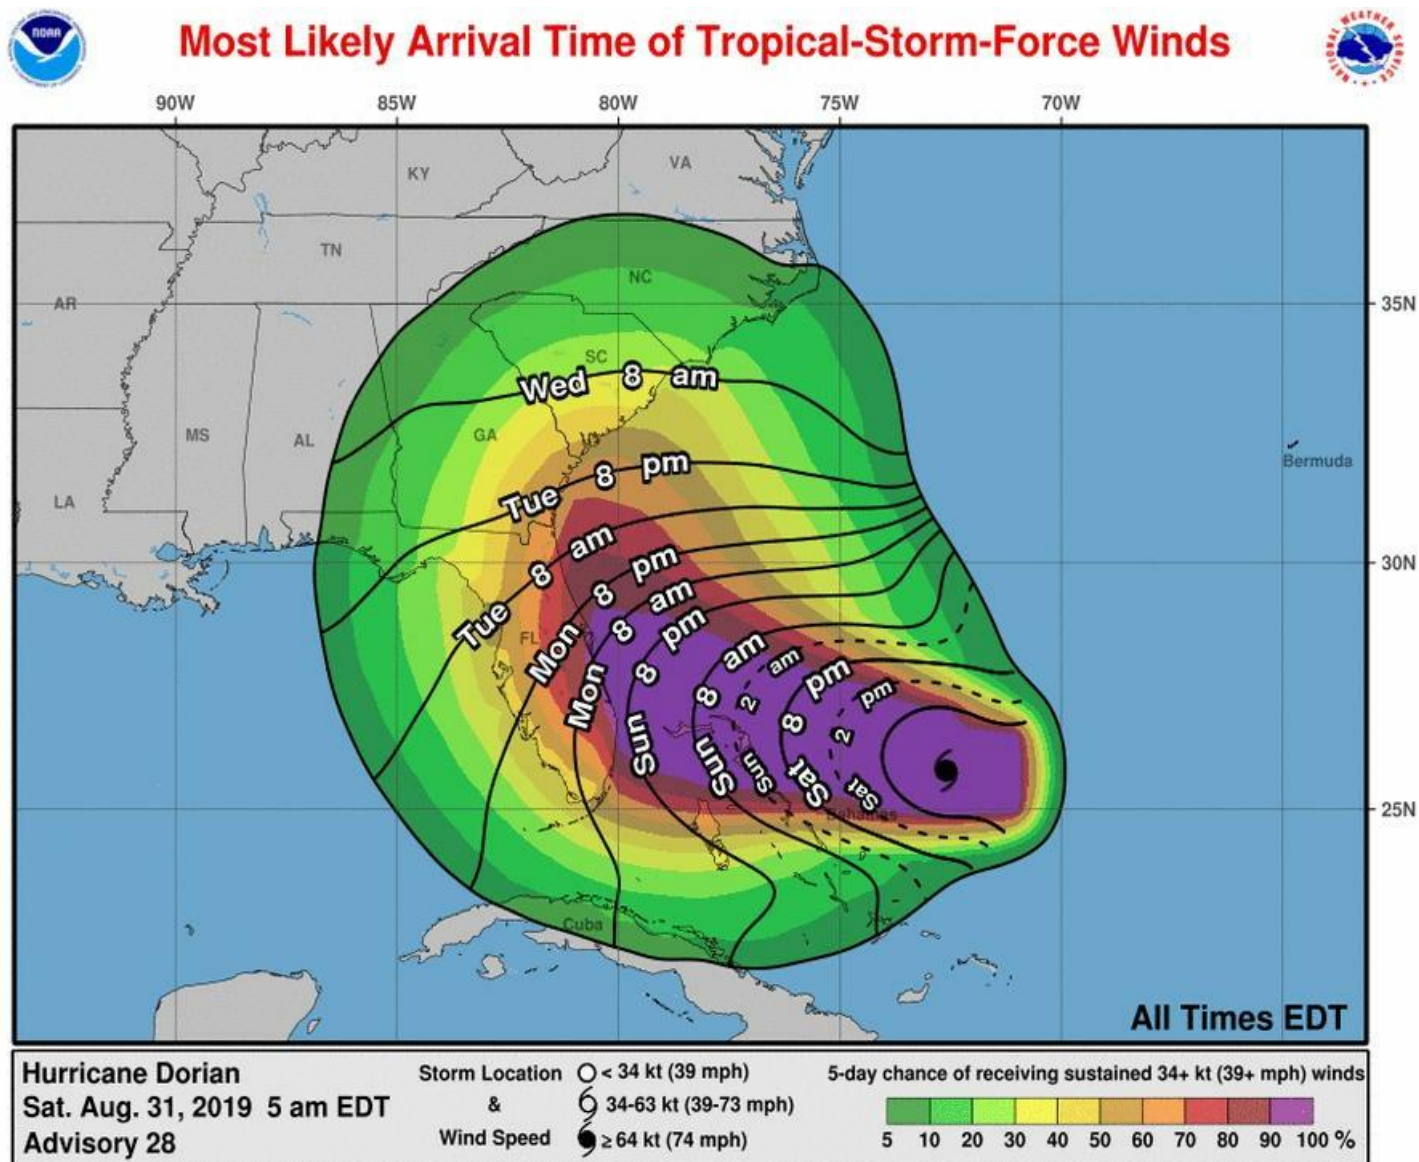 NOAA
Most Likely Arrival Time of Tropical-Storm-Force Winds
NATIONAL WEATHER SERVICE
90W 85W 80W 75W 70W
KY
VA
TN
NC
AR
35N
SC
Wed 8 am
MS
AL
GA
Bermuda
LA
Tue 8 pm
30N
Tue 8 am
FL
Mon 8 pm
Mon 8 am
Sun 8 pm
Sun 8 am
Sun 2 am
Sat 8 pm
Sat 2 pm
25N
Bahamas
Cuba
All Times EDT
Hurricane Dorian
Sat. Aug. 31, 2019 5 am EDT
Advisory 28
Storm Location
&
Wind Speed
< 34 kt (39 mph)
34-63 kt (39-73 mph)
≥ 64 kt (74 mph)
5-day chance of receiving sustained 34+ kt (39+ mph) winds
5 10 20 30 40 50 60 70 80 90 100 %